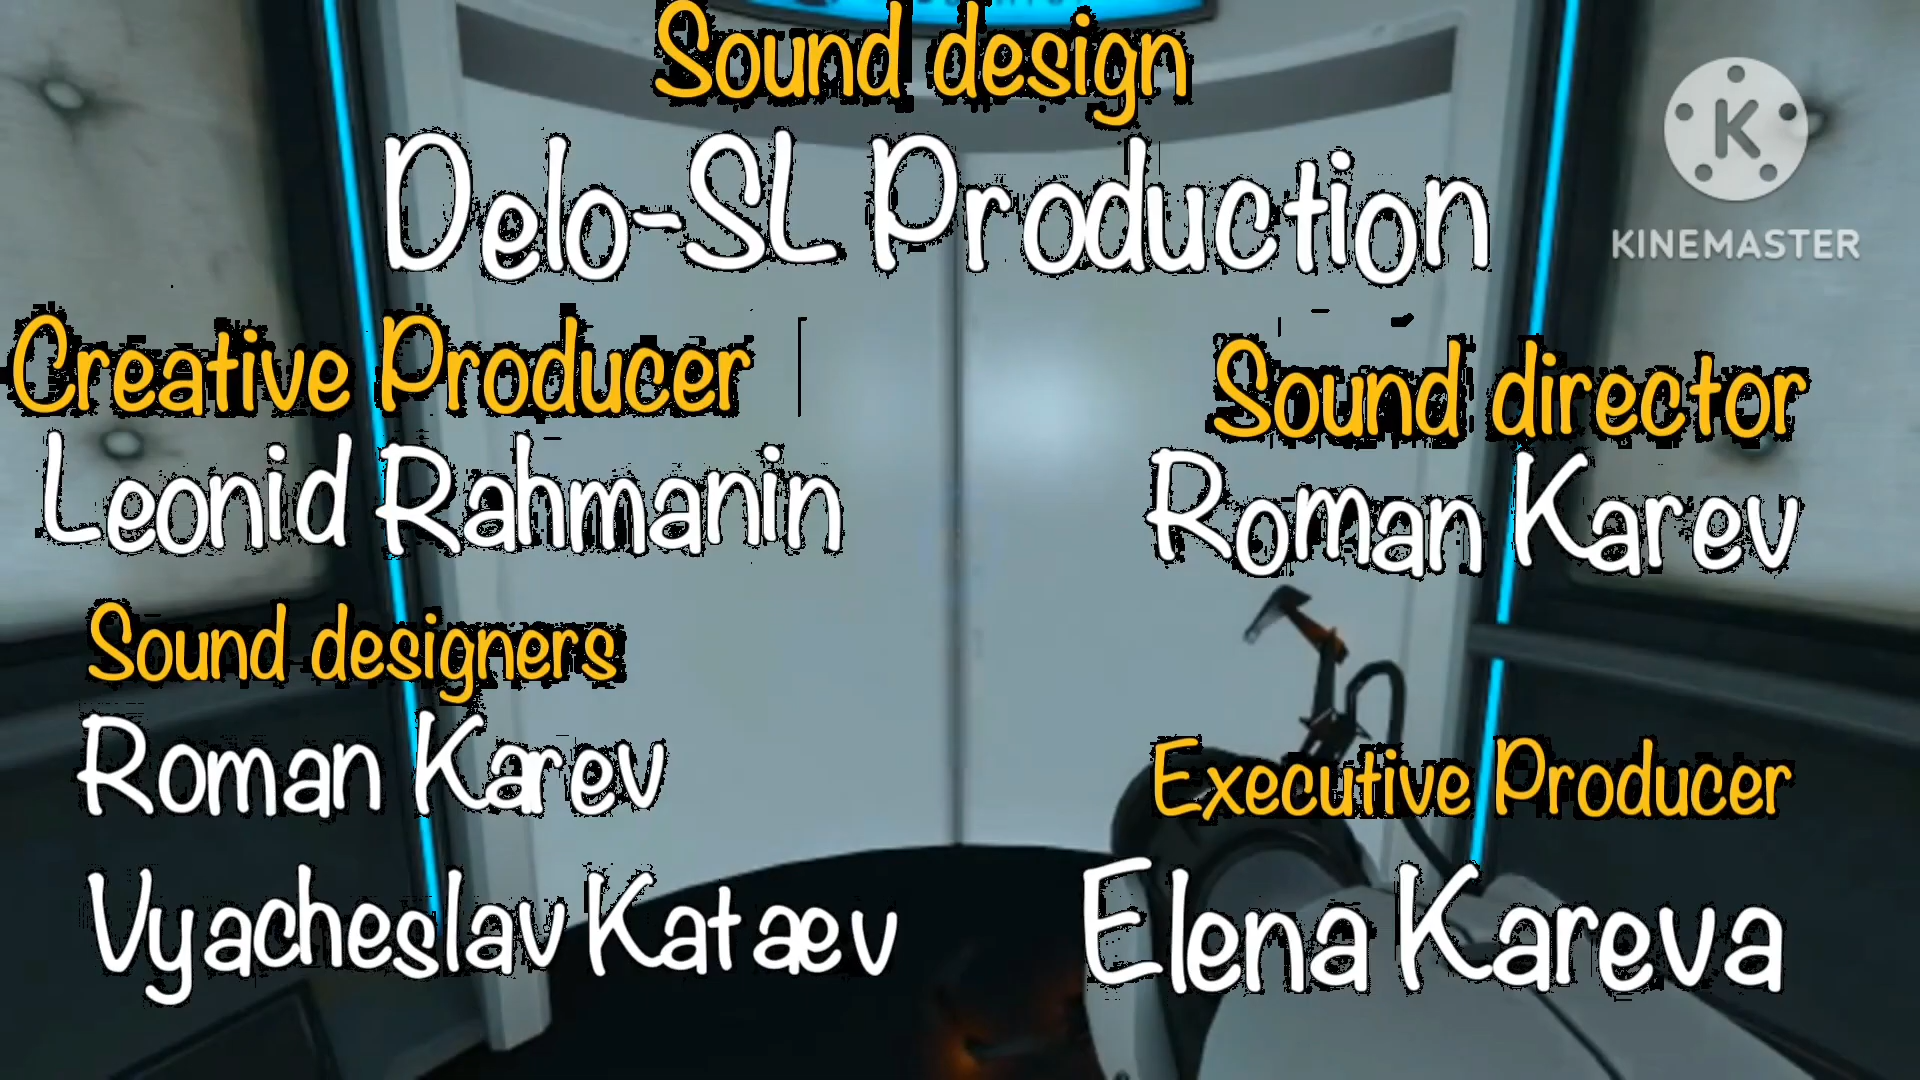 Sound design
Delo-SL Production
K
KINEMASTER
Creative Producer
Leonid Rahmanin
Sound director
Roman Karev
Sound designers
Roman Karev
Vyacheslav Kataev
Executive Producer
Elena Kareva